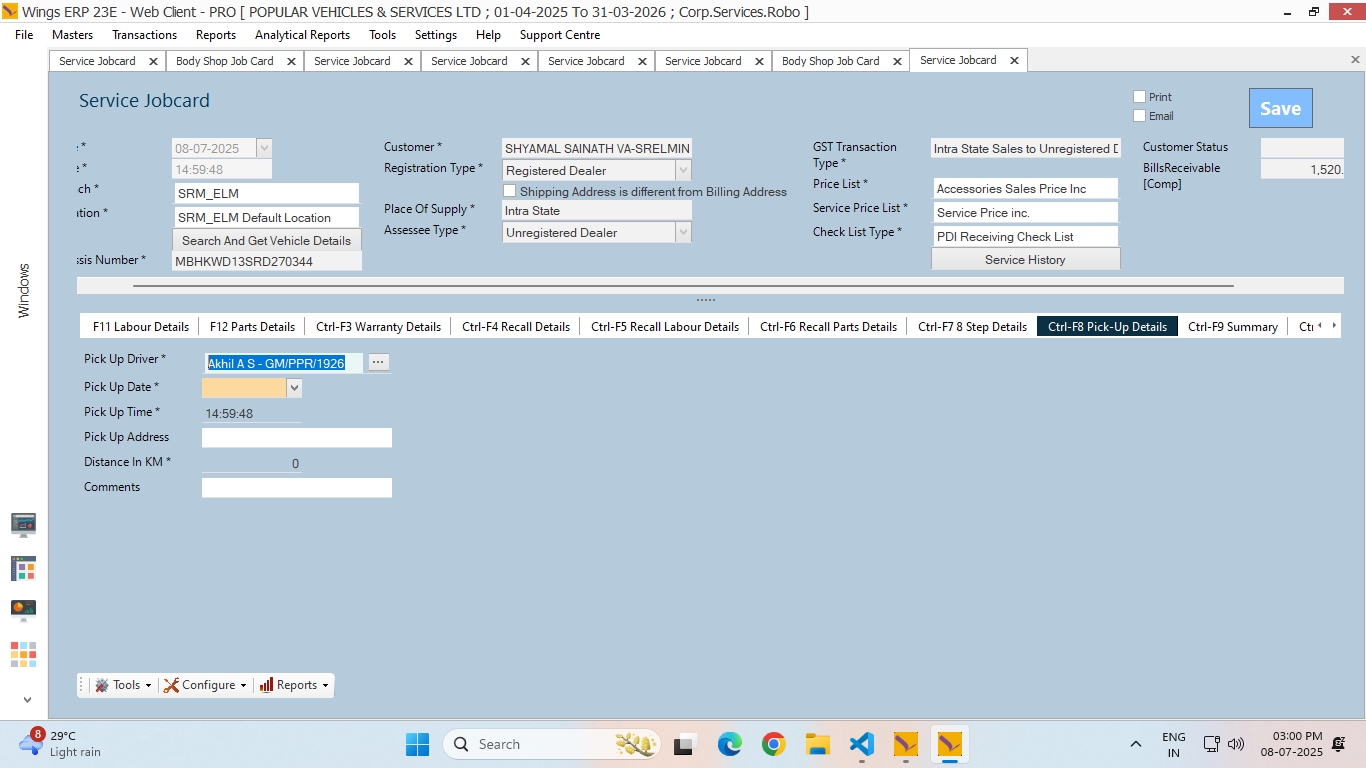 Wings ERP 23E - Web Client - PRO [ POPULAR VEHICLES & SERVICES LTD ; 01-04-2025 To 31-03-2026 ; Corp.Services.Robo ]
File Masters Transactions Reports Analytical Reports Tools Settings Help Support Centre
Service Jobcard Body Shop Job Card Service Jobcard Service Jobcard Service Jobcard Service Jobcard Body Shop Job Card Service Jobcard
Service Jobcard
Print
Email
Save
e * 08-07-2025
e * 14:59:48
ch * SRM_ELM
ation * SRM_ELM Default Location
Search And Get Vehicle Details
ssis Number * MBHKWD13SRD270344
Customer * SHYAMAL SAINATH VA-SRELMIN
Registration Type * Registered Dealer
Shipping Address is different from Billing Address
Place Of Supply * Intra State
Assessee Type * Unregistered Dealer
GST Transaction Type * Intra State Sales to Unregistered D
Price List * Accessories Sales Price Inc
Service Price List * Service Price inc.
Check List Type * PDI Receiving Check List
Service History
Customer Status
BillsReceivable [Comp] 1,520.
Windows
F11 Labour Details F12 Parts Details Ctrl-F3 Warranty Details Ctrl-F4 Recall Details Ctrl-F5 Recall Labour Details Ctrl-F6 Recall Parts Details Ctrl-F7 8 Step Details Ctrl-F8 Pick-Up Details Ctrl-F9 Summary Ctr
Pick Up Driver * Akhil A S - GM/PPR/1926 ...
Pick Up Date *
Pick Up Time * 14:59:48
Pick Up Address
Distance In KM * 0
Comments
Tools Configure Reports
8 29°C
Light rain
Search
ENG
IN
03:00 PM
08-07-2025